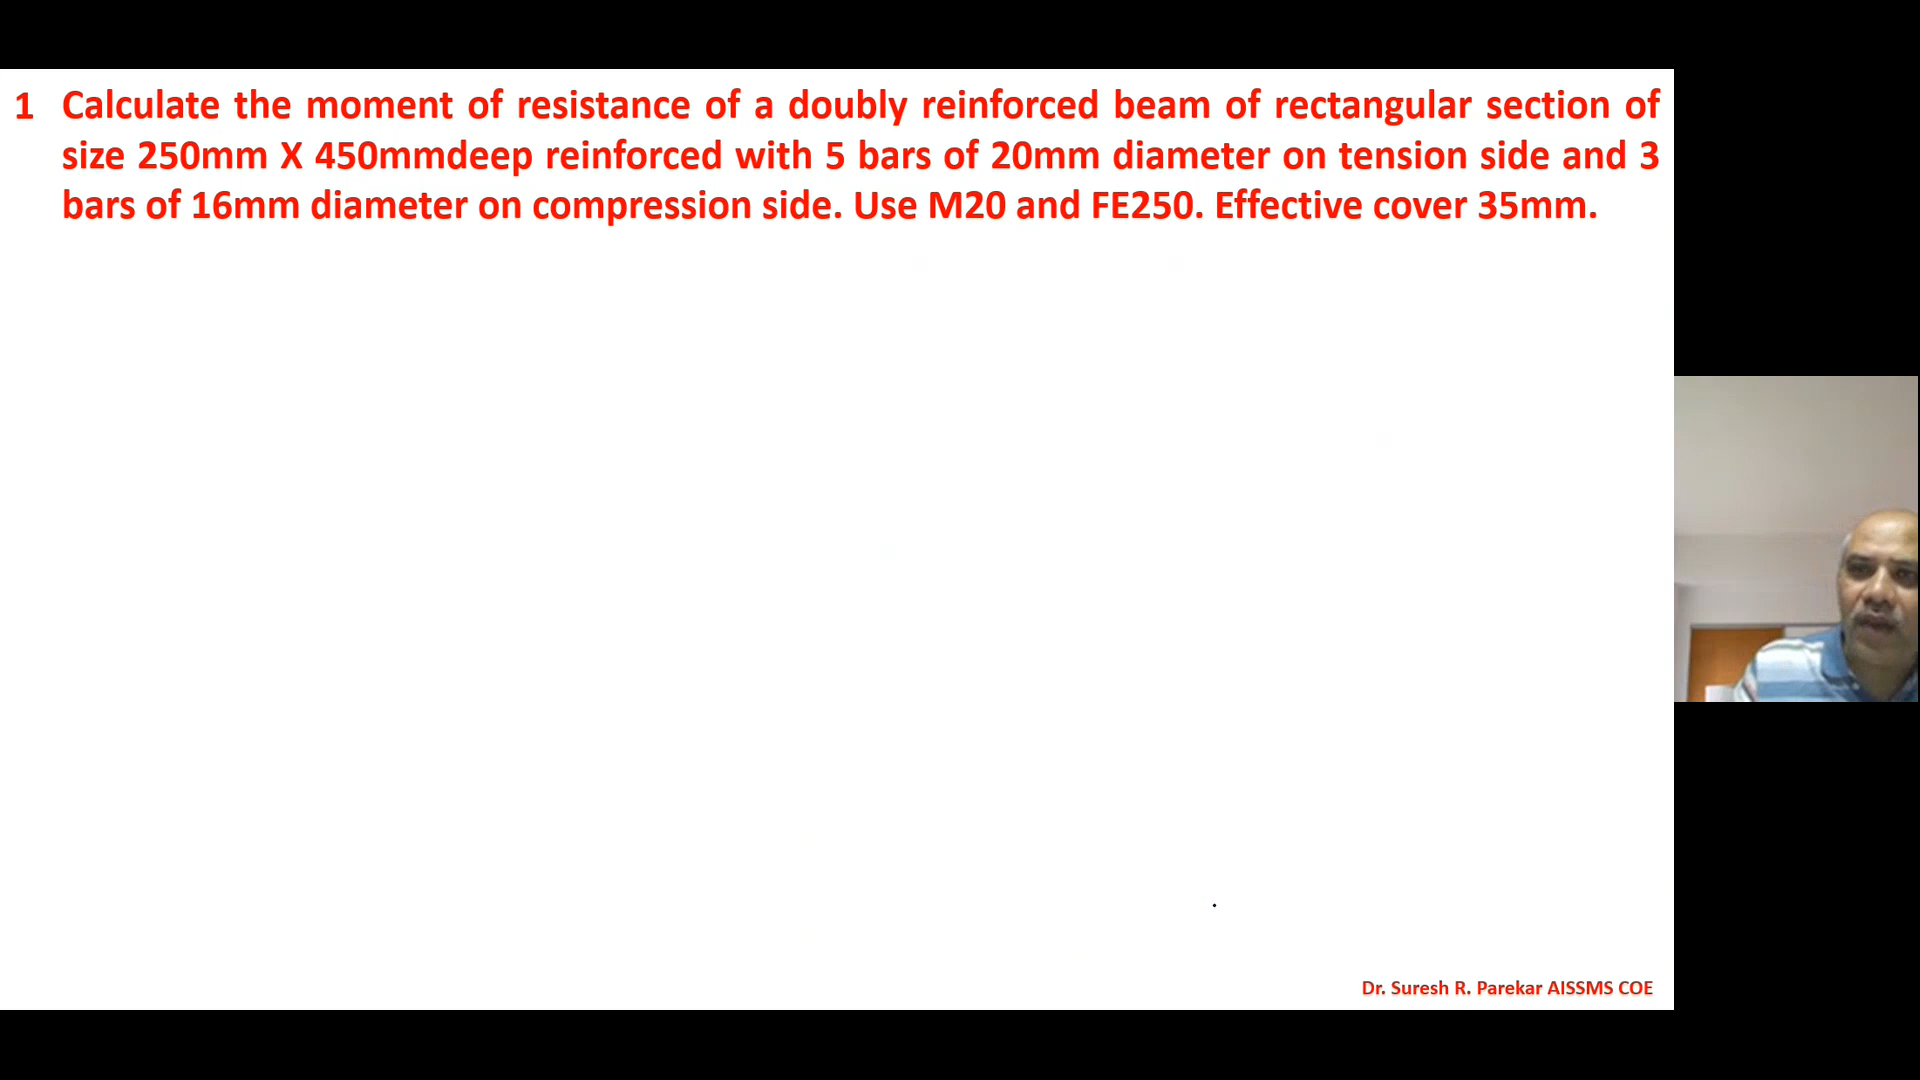 1 Calculate the moment of resistance of a doubly reinforced beam of rectangular section of
size 250mm X 450mmdeep reinforced with 5 bars of 20mm diameter on tension side and 3
bars of 16mm diameter on compression side. Use M20 and FE250. Effective cover 35mm.
Dr. Suresh R. Parekar AISSMS COE